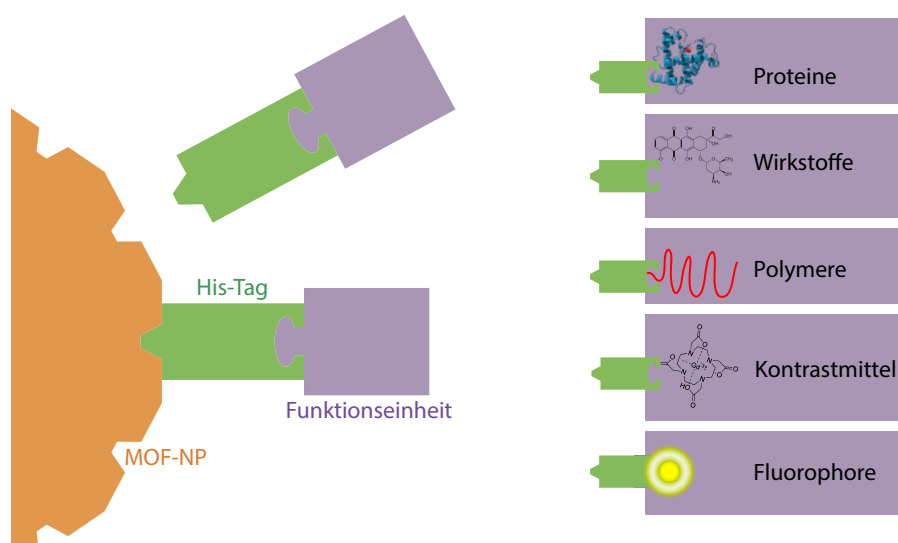 His-Tag
Funktionseinheit
MOF-NP
Proteine
Wirkstoffe
Polymere
Kontrastmittel
Fluorophore